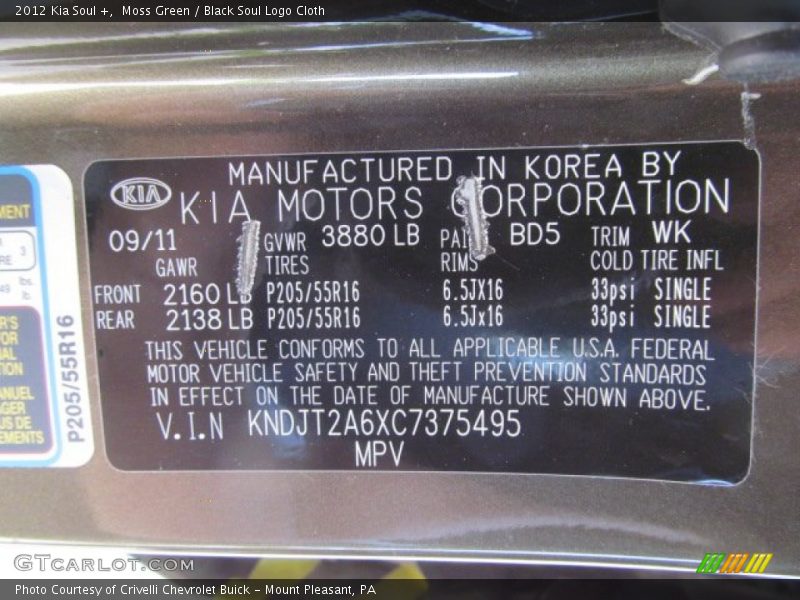 2012 Kia Soul +,  Moss Green / Black Soul Logo Cloth
MANUFACTURED IN KOREA BY
KIA KIA MOTORS CORPORATION
09/11 GVWR 3880 LB BD5 TRIM WK
GAWR TIRES RIMS COLD TIRE INFL
FRONT 2160 LB P205/55R16 6.5JX16 33psi SINGLE
REAR 2138 LB P205/55R16 6.5Jx16 33psi SINGLE
THIS VEHICLE CONFORMS TO ALL APPLICABLE U.S.A. FEDERAL
MOTOR VEHICLE SAFETY AND THEFT PREVENTION STANDARDS
IN EFFECT ON THE DATE OF MANUFACTURE SHOWN ABOVE.
V.I.N KNDJT2A6XC7375495
MPV
P205/55R16
GTCARLOT.COM
Photo Courtesy of Crivelli Chevrolet Buick - Mount Pleasant, PA